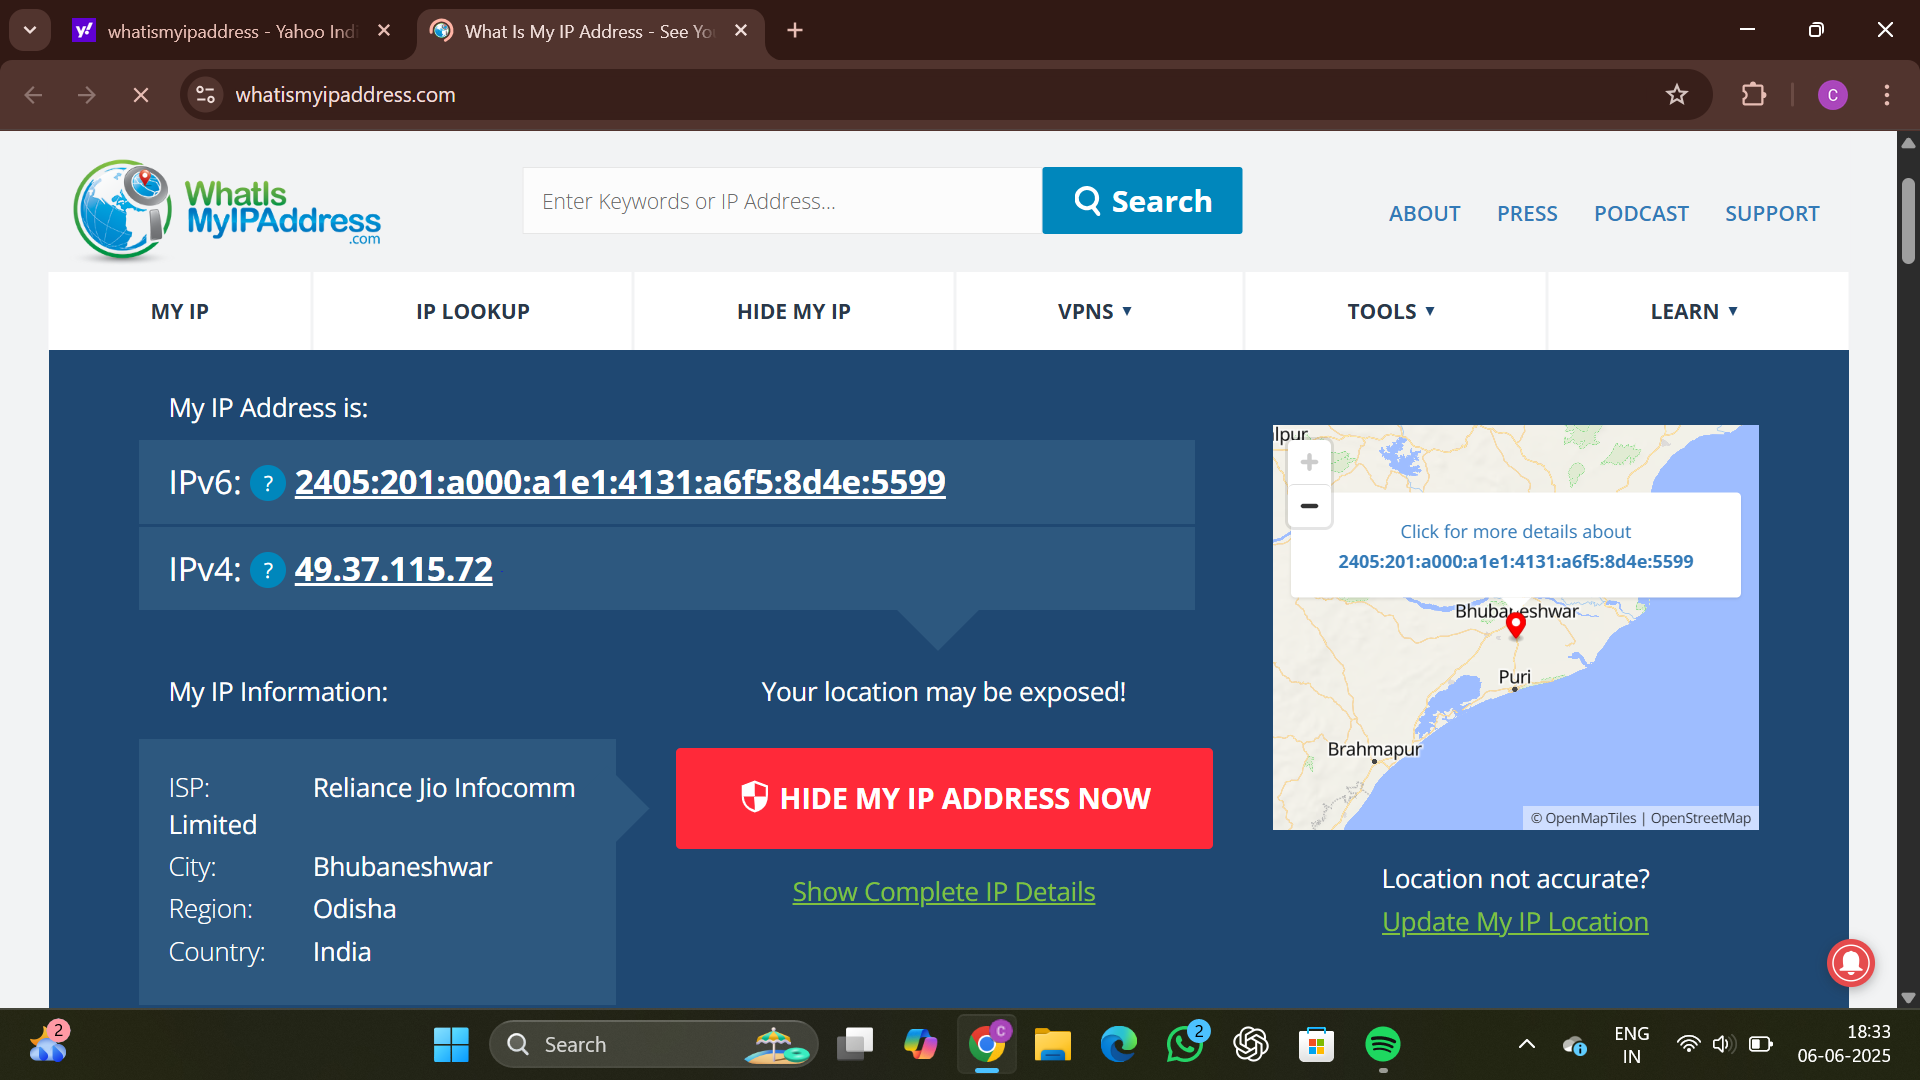 whatismyipaddress - Yahoo Indi
What Is My IP Address - See Yo
whatismyipaddress.com
C
WhatIs
MyIPAddress
.com
Enter Keywords or IP Address...
Search
ABOUT PRESS PODCAST SUPPORT
MY IP IP LOOKUP HIDE MY IP VPNS ▼ TOOLS ▼ LEARN ▼
My IP Address is:
IPv6: ? 2405:201:a000:a1e1:4131:a6f5:8d4e:5599
IPv4: ? 49.37.115.72
My IP Information:
ISP: Reliance Jio Infocomm
Limited
City: Bhubaneshwar
Region: Odisha
Country: India
Your location may be exposed!
HIDE MY IP ADDRESS NOW
Show Complete IP Details
lpur
+
−
Click for more details about
2405:201:a000:a1e1:4131:a6f5:8d4e:5599
Bhubaneshwar
Puri
Brahmapur
© OpenMapTiles | OpenStreetMap
Location not accurate?
Update My IP Location
2
Search
C
2
ENG
IN
18:33
06-06-2025